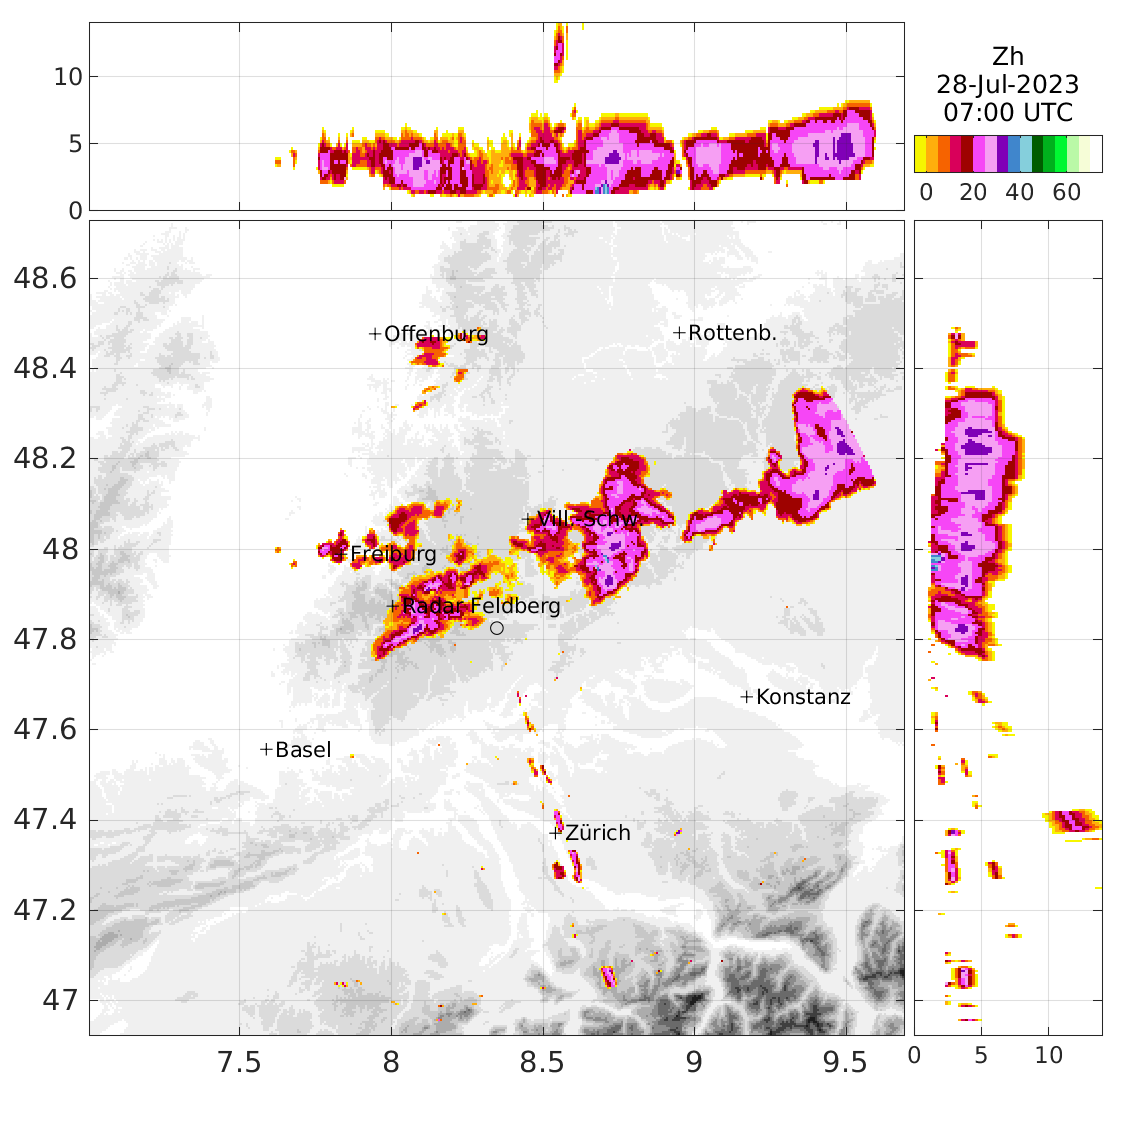 Zh
28-Jul-2023
07:00 UTC
0 20 40 60
10
5
0
48.6
48.4
48.2
48
47.8
47.6
47.4
47.2
47
+Offenburg
+Rottenb.
+Vill.-Schw.
+Freiburg
+Radar Feldberg
+Konstanz
+Basel
+Zürich
7.5 8 8.5 9 9.5
0 5 10